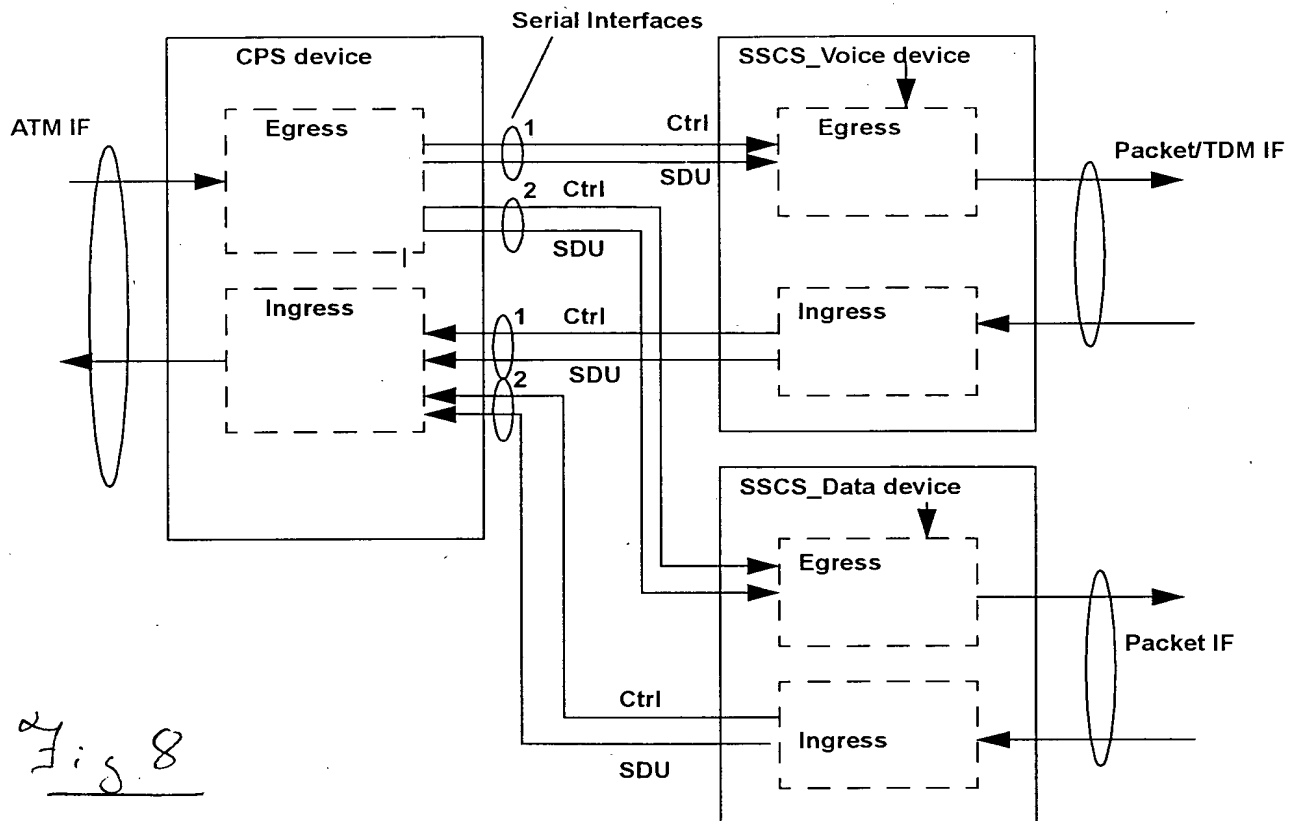 Serial Interfaces
CPS device
SSCS_Voice device
ATM IF
Egress
1
Ctrl
SDU
Egress
Packet/TDM IF
2
Ctrl
SDU
Ingress
1
Ctrl
SDU
Ingress
2
SSCS_Data device
Egress
Packet IF
Ctrl
SDU
Ingress
Fig 8